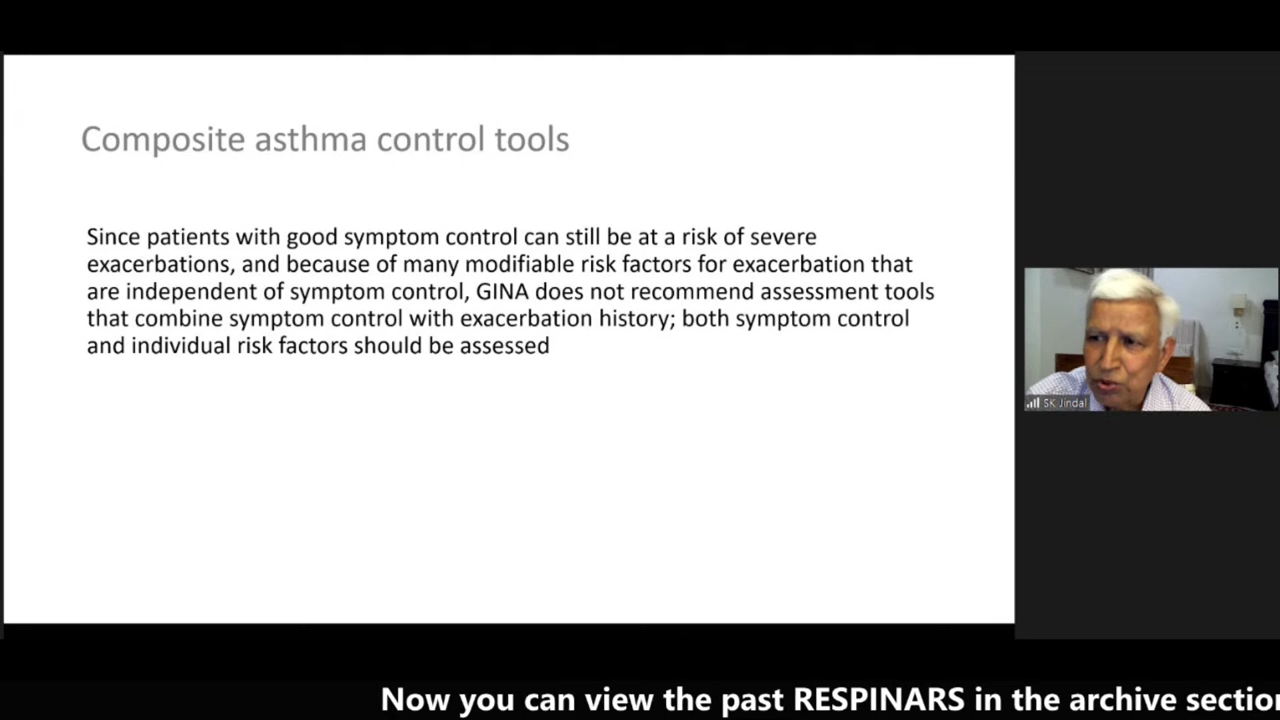 Composite asthma control tools
Since patients with good symptom control can still be at a risk of severe
exacerbations, and because of many modifiable risk factors for exacerbation that
are independent of symptom control, GINA does not recommend assessment tools
that combine symptom control with exacerbation history; both symptom control
and individual risk factors should be assessed
SK Jindal
Now you can view the past RESPINARS in the archive section